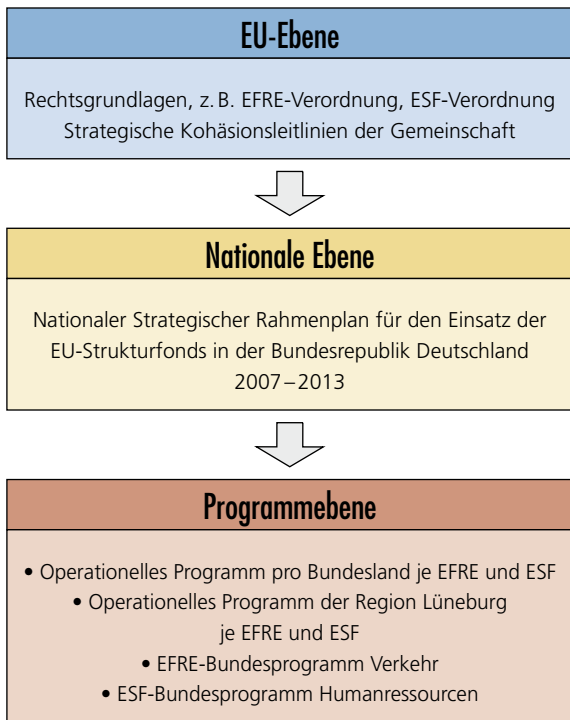 EU-Ebene
Rechtsgrundlagen, z. B. EFRE-Verordnung, ESF-Verordnung
Strategische Kohäsionsleitlinien der Gemeinschaft
Nationale Ebene
Nationaler Strategischer Rahmenplan für den Einsatz der
EU-Strukturfonds in der Bundesrepublik Deutschland
2007–2013
Programmebene
• Operationelles Programm pro Bundesland je EFRE und ESF
• Operationelles Programm der Region Lüneburg
je EFRE und ESF
• EFRE-Bundesprogramm Verkehr
• ESF-Bundesprogramm Humanressourcen